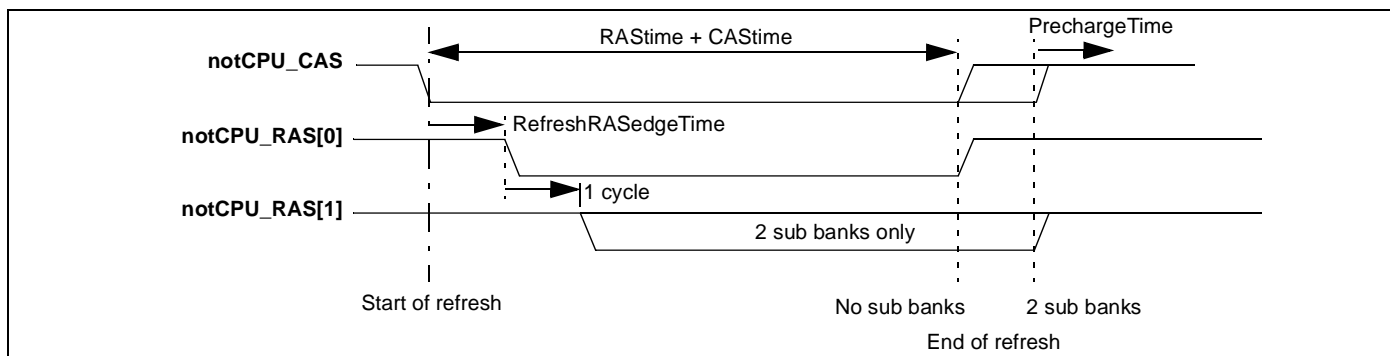 PrechargeTime
RAStime + CAStime
notCPU_CAS
RefreshRASedgeTime
notCPU_RAS[0]
1 cycle
notCPU_RAS[1]
2 sub banks only
Start of refresh
No sub banks
2 sub banks
End of refresh